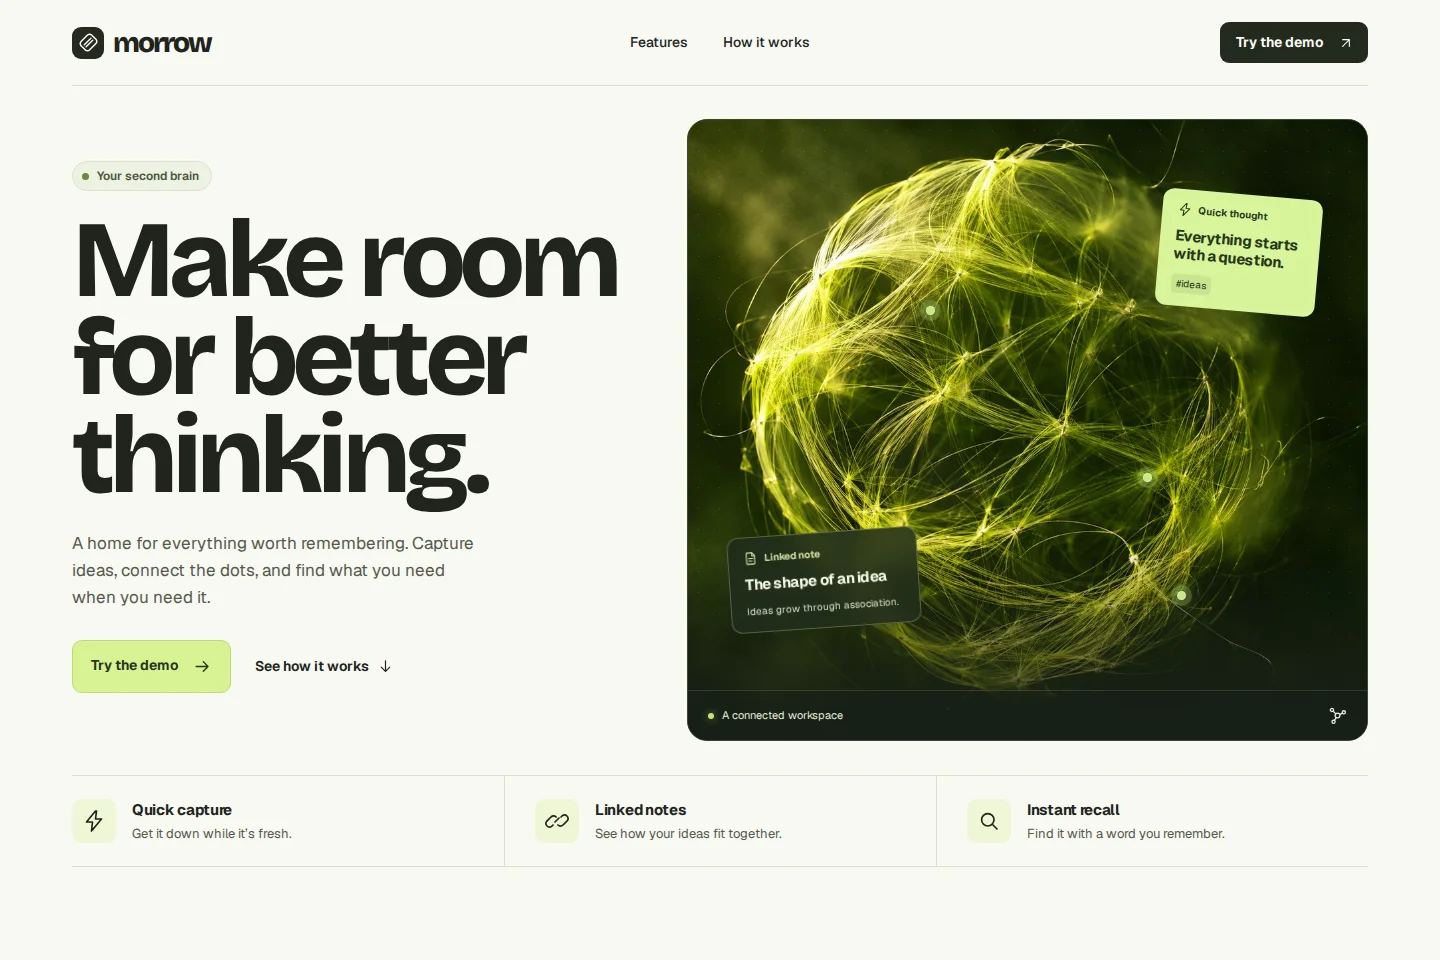 morrow
Features
How it works
Try the demo
Your second brain
Make room
for better
thinking.
A home for everything worth remembering. Capture
ideas, connect the dots, and find what you need
when you need it.
Try the demo
See how it works
Quick thought
Everything starts
with a question.
#ideas
Linked note
The shape of an idea
Ideas grow through association.
A connected workspace
Quick capture
Get it down while it's fresh.
Linked notes
See how your ideas fit together.
Instant recall
Find it with a word you remember.